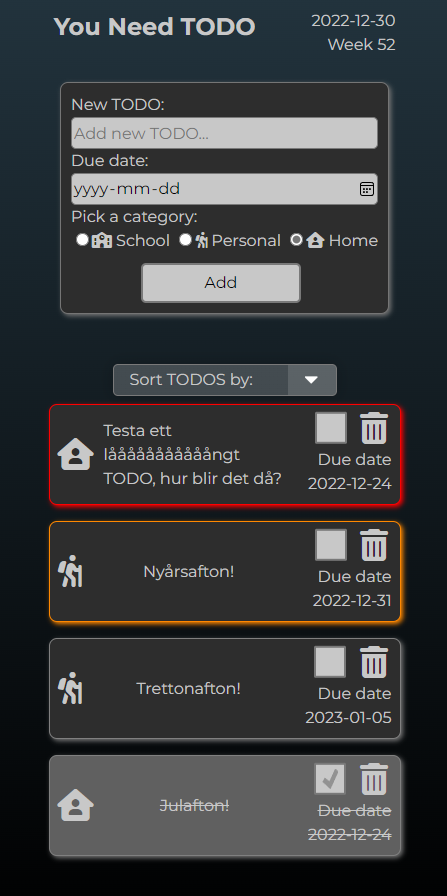 You Need TODO
2022-12-30
Week 52
New TODO:
Add new TODO...
Due date:
yyyy-mm-dd
Pick a category:
School Personal Home
Add
Sort TODOS by:
Testa ett
lååååååååååångt
TODO, hur blir det då?
Due date
2022-12-24
Nyårsafton!
Due date
2022-12-31
Trettonafton!
Due date
2023-01-05
Julafton!
Due date
2022-12-24